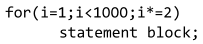 for(i=1;i<1000;i*=2)
statement block;